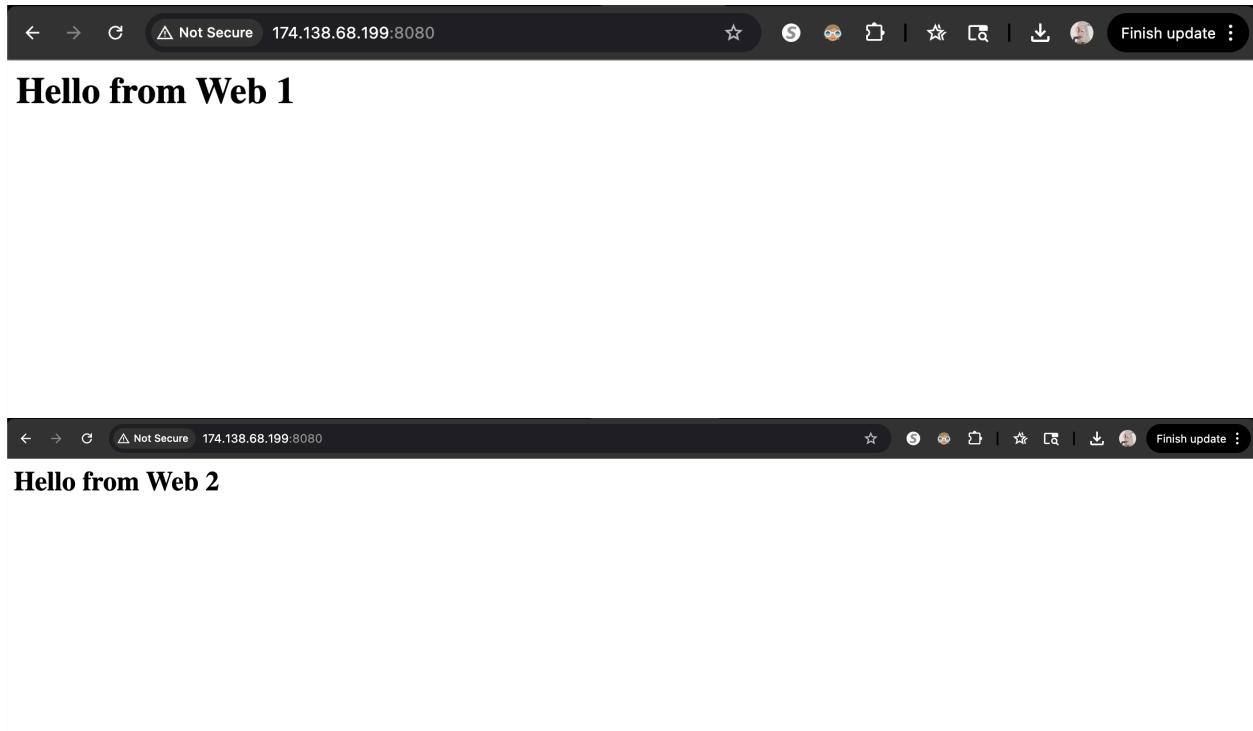 Not Secure 174.138.68.199:8080 Finish update
Hello from Web 1
Not Secure 174.138.68.199:8080 Finish update
Hello from Web 2